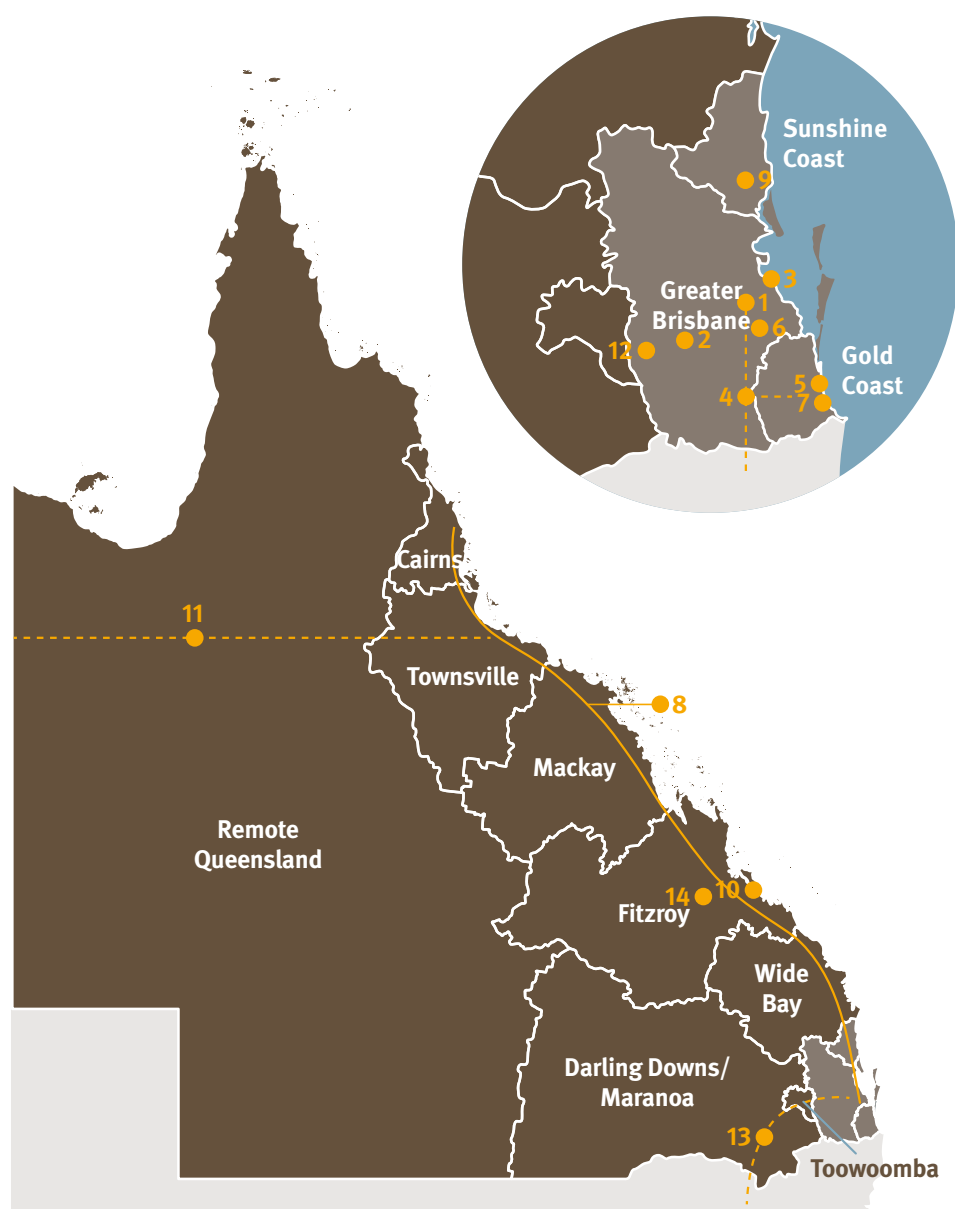 Sunshine
Coast
9
3
Greater
Brisbane
1
6
2
12
Gold
Coast
5
4
7
Cairns
11
Townsville
8
Mackay
Remote
Queensland
14
10
Fitzroy
Wide
Bay
Darling Downs/
Maranoa
13
Toowoomba